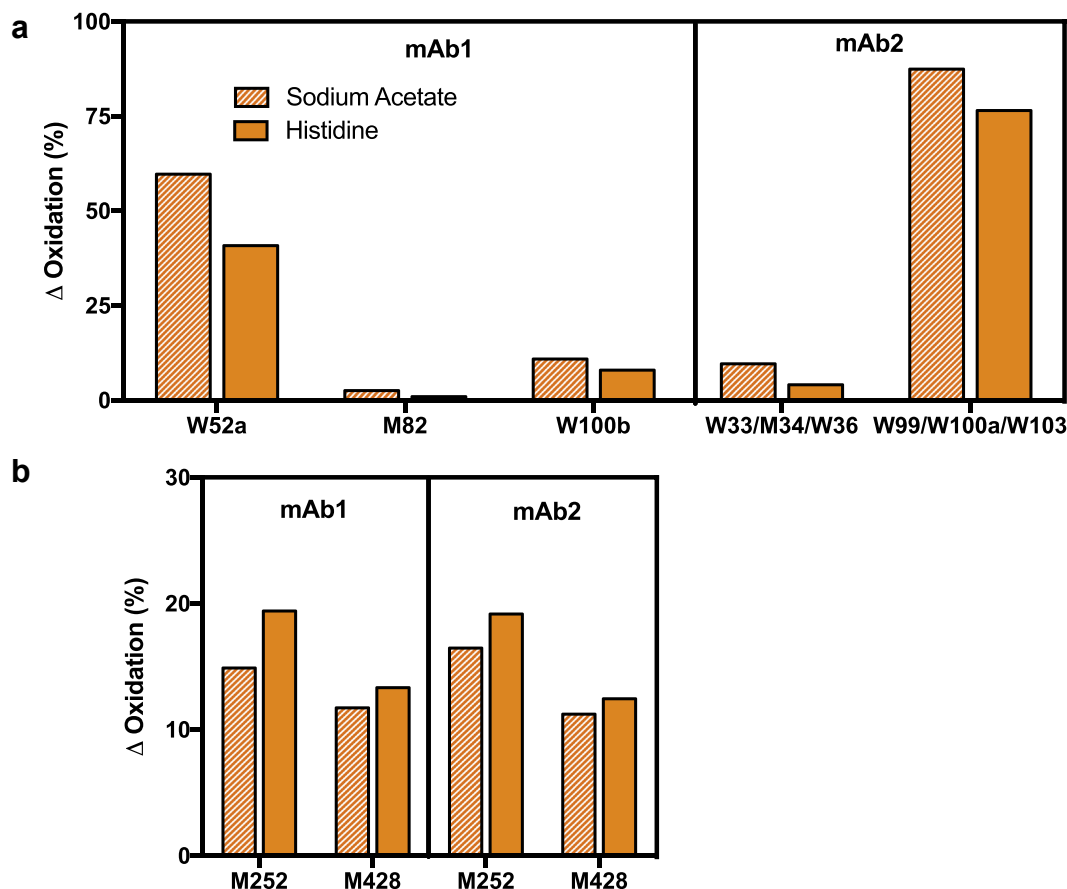 a
100
75
50
25
0
Δ Oxidation (%)
mAb1
mAb2
Sodium Acetate
Histidine
W52a
M82
W100b
W33/M34/W36
W99/W100a/W103
b
30
20
10
0
Δ Oxidation (%)
mAb1
mAb2
M252
M428
M252
M428